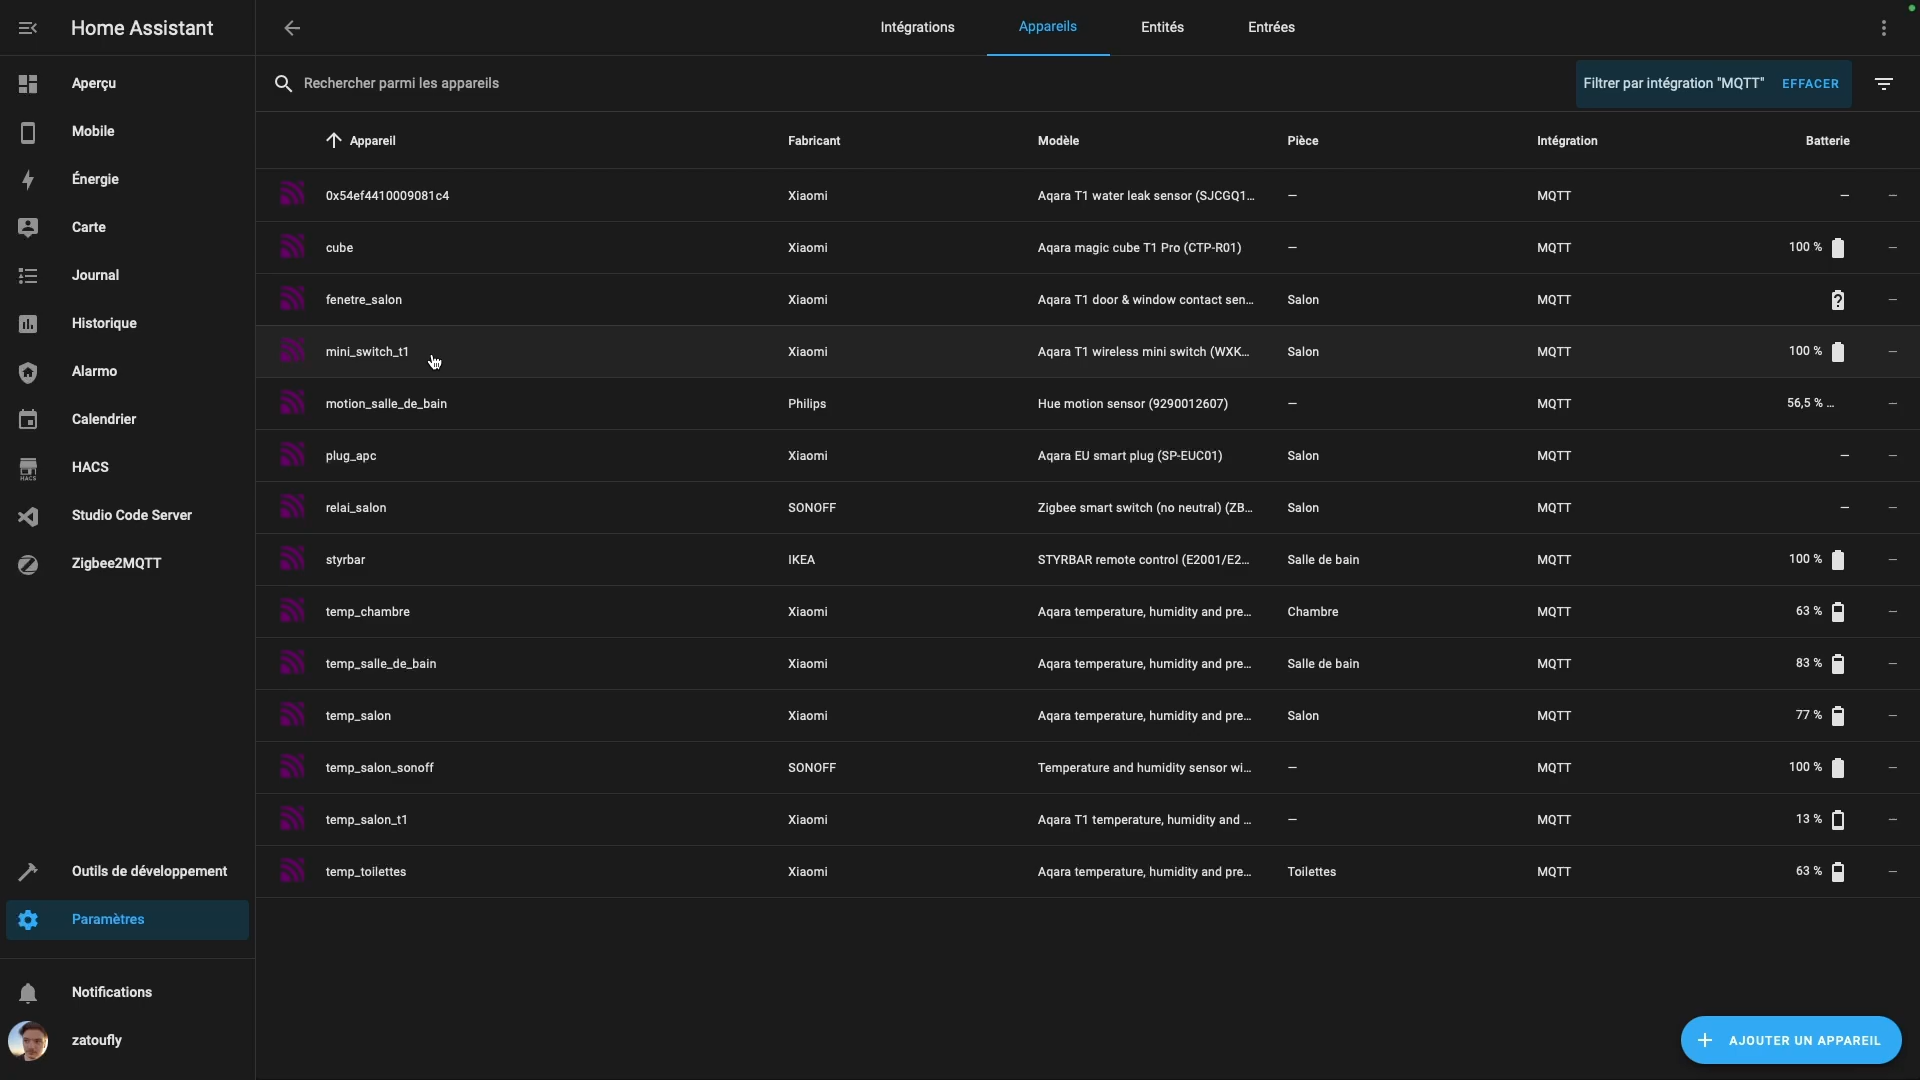 Home Assistant
Intégrations
Appareils
Entités
Entrées
Aperçu
Mobile
Énergie
Carte
Journal
Historique
Alarmo
Calendrier
HACS
HACS
Studio Code Server
Zigbee2MQTT
Outils de développement
Paramètres
Notifications
zatoufly
Rechercher parmi les appareils
Filtrer par intégration "MQTT" EFFACER
Appareil Fabricant Modèle Pièce Intégration Batterie
0x54ef4410009081c4 Xiaomi Aqara T1 water leak sensor (SJCGQ1... — MQTT — —
cube Xiaomi Aqara magic cube T1 Pro (CTP-R01) — MQTT 100 % —
fenetre_salon Xiaomi Aqara T1 door & window contact sen... Salon MQTT ? —
mini_switch_t1 Xiaomi Aqara T1 wireless mini switch (WXK... Salon MQTT 100 % —
motion_salle_de_bain Philips Hue motion sensor (9290012607) — MQTT 56,5 % ... —
plug_apc Xiaomi Aqara EU smart plug (SP-EUC01) Salon MQTT — —
relai_salon SONOFF Zigbee smart switch (no neutral) (ZB... Salon MQTT — —
styrbar IKEA STYRBAR remote control (E2001/E2... Salle de bain MQTT 100 % —
temp_chambre Xiaomi Aqara temperature, humidity and pre... Chambre MQTT 63 % —
temp_salle_de_bain Xiaomi Aqara temperature, humidity and pre... Salle de bain MQTT 83 % —
temp_salon Xiaomi Aqara temperature, humidity and pre... Salon MQTT 77 % —
temp_salon_sonoff SONOFF Temperature and humidity sensor wi... — MQTT 100 % —
temp_salon_t1 Xiaomi Aqara T1 temperature, humidity and ... — MQTT 13 % —
temp_toilettes Xiaomi Aqara temperature, humidity and pre... Toilettes MQTT 63 % —
AJOUTER UN APPAREIL